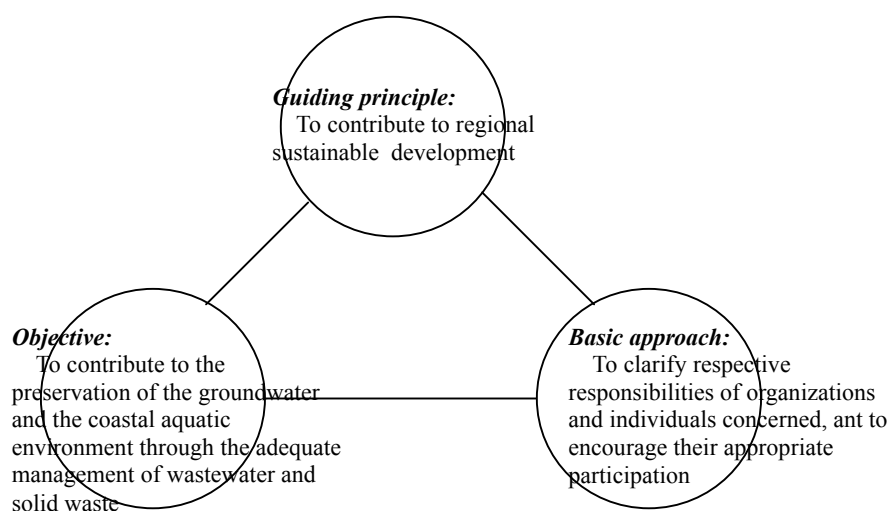 Guiding principle:
To contribute to regional
sustainable development
Objective:
To contribute to the
preservation of the groundwater
and the coastal aquatic
environment through the adequate
management of wastewater and
solid waste
Basic approach:
To clarify respective
responsibilities of organizations
and individuals concerned, ant to
encourage their appropriate
participation